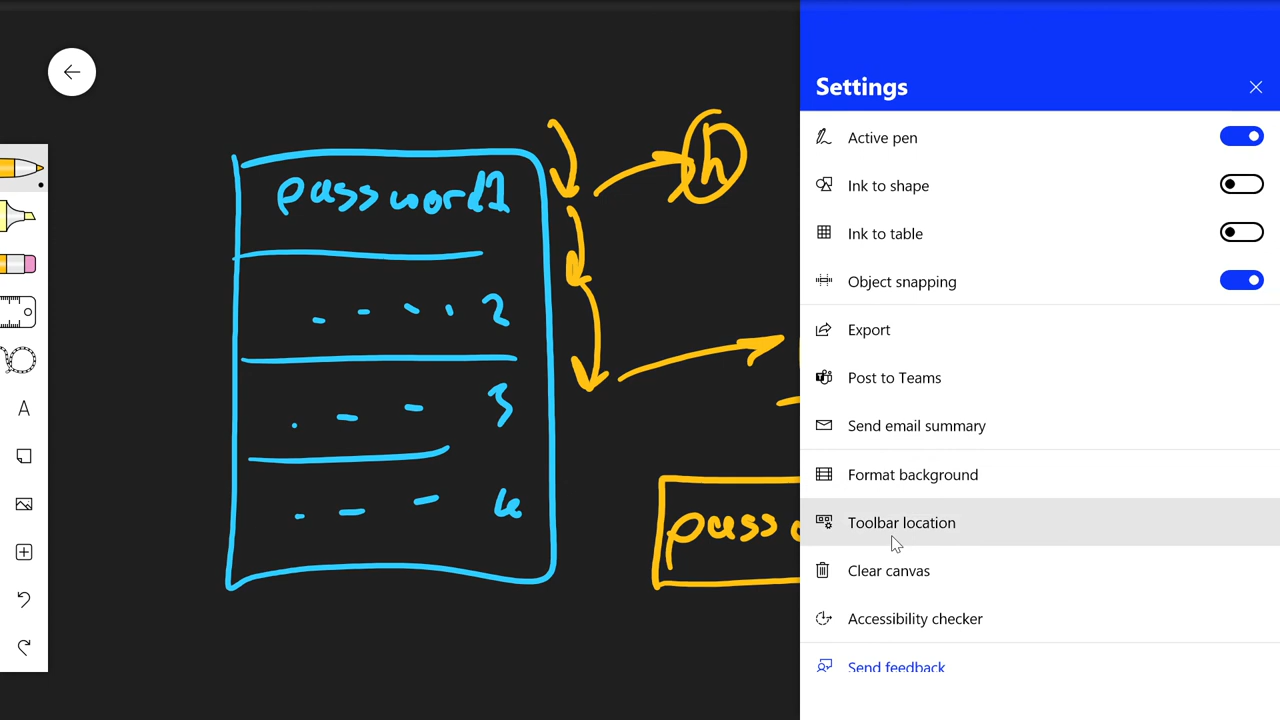 Settings
password1
h
2
3
4
passwo
Active pen
Ink to shape
Ink to table
Object snapping
Export
Post to Teams
Send email summary
Format background
Toolbar location
Clear canvas
Accessibility checker
Send feedback
A